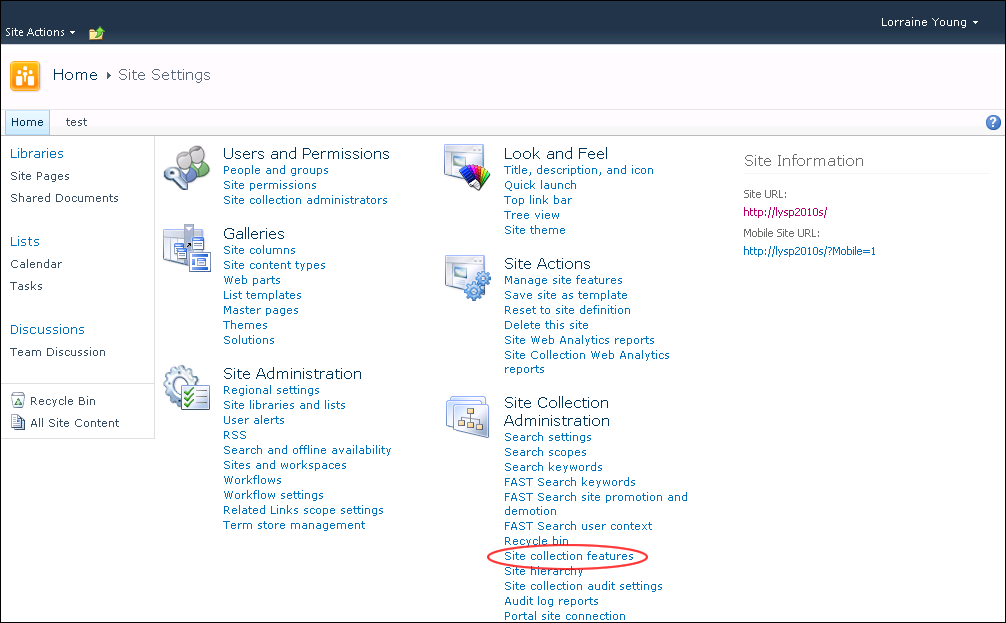 Site Actions
Lorraine Young
Home Site Settings
Home test
Libraries
Site Pages
Shared Documents
Lists
Calendar
Tasks
Discussions
Team Discussion
Recycle Bin
All Site Content
Users and Permissions
People and groups
Site permissions
Site collection administrators
Galleries
Site columns
Site content types
Web parts
List templates
Master pages
Themes
Solutions
Site Administration
Regional settings
Site libraries and lists
User alerts
RSS
Search and offline availability
Sites and workspaces
Workflows
Workflow settings
Related Links scope settings
Term store management
Look and Feel
Title, description, and icon
Quick launch
Top link bar
Tree view
Site theme
Site Actions
Manage site features
Save site as template
Reset to site definition
Delete this site
Site Web Analytics reports
Site Collection Web Analytics
reports
Site Collection
Administration
Search settings
Search scopes
Search keywords
FAST Search keywords
FAST Search site promotion and
demotion
FAST Search user context
Recycle bin
Site collection features
Site hierarchy
Site collection audit settings
Audit log reports
Portal site connection
Site Information
Site URL:
http://lysp2010s/
Mobile Site URL:
http://lysp2010s/?Mobile=1